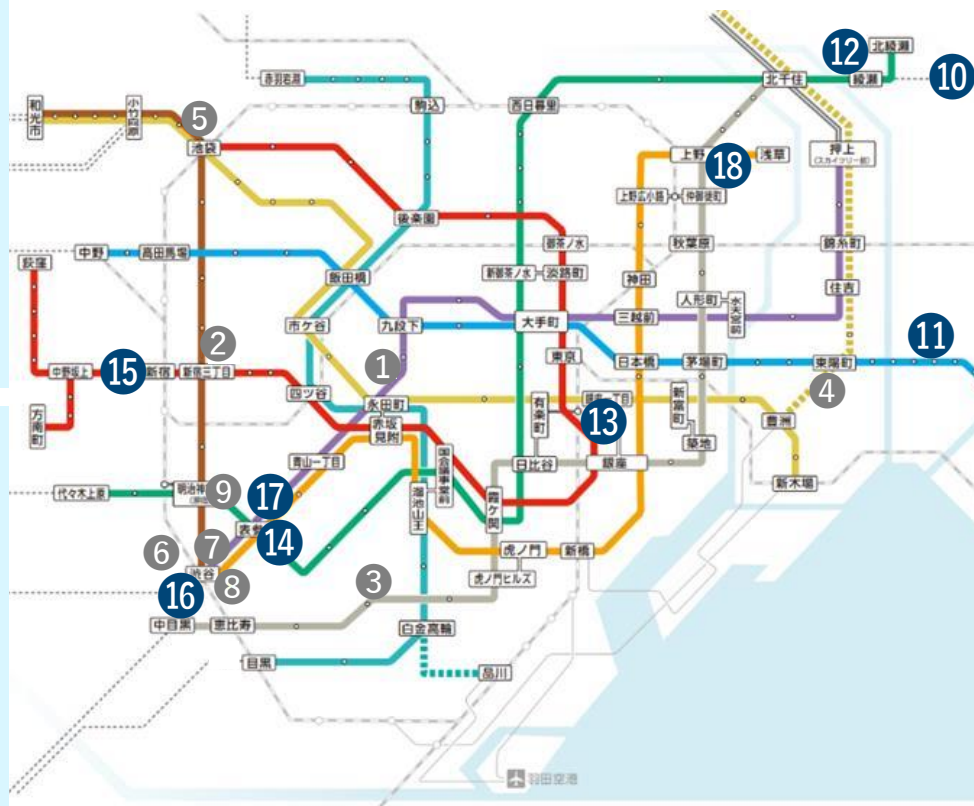 12
北綾瀬
10
赤羽岩淵
駒込
西日暮里
北千住
綾瀬
和光市
小竹向原
5
池袋
上野
18
浅草
押上
(スカイツリー前)
上野広小路
仲御徒町
後楽園
中野
高田馬場
御茶ノ水
秋葉原
錦糸町
荻窪
飯田橋
新御茶ノ水
淡路町
神田
住吉
人形町
水天宮前
市ケ谷
九段下
大手町
三越前
11
2
1
東京
日本橋
茅場町
東陽町
中野坂上
15
新宿
新宿三丁目
四ツ谷
4
永田町
有楽町
13
新富町
豊洲
方南町
赤坂見附
築地
青山一丁目
国会議事堂前
日比谷
銀座
新木場
代々木上原
明治神
9
17
溜池山王
霞ケ関
表参
14
6
7
虎ノ門
新橋
渋谷
8
3
虎ノ門ヒルズ
16
中目黒
恵比寿
白金高輪
目黒
品川
羽田空港